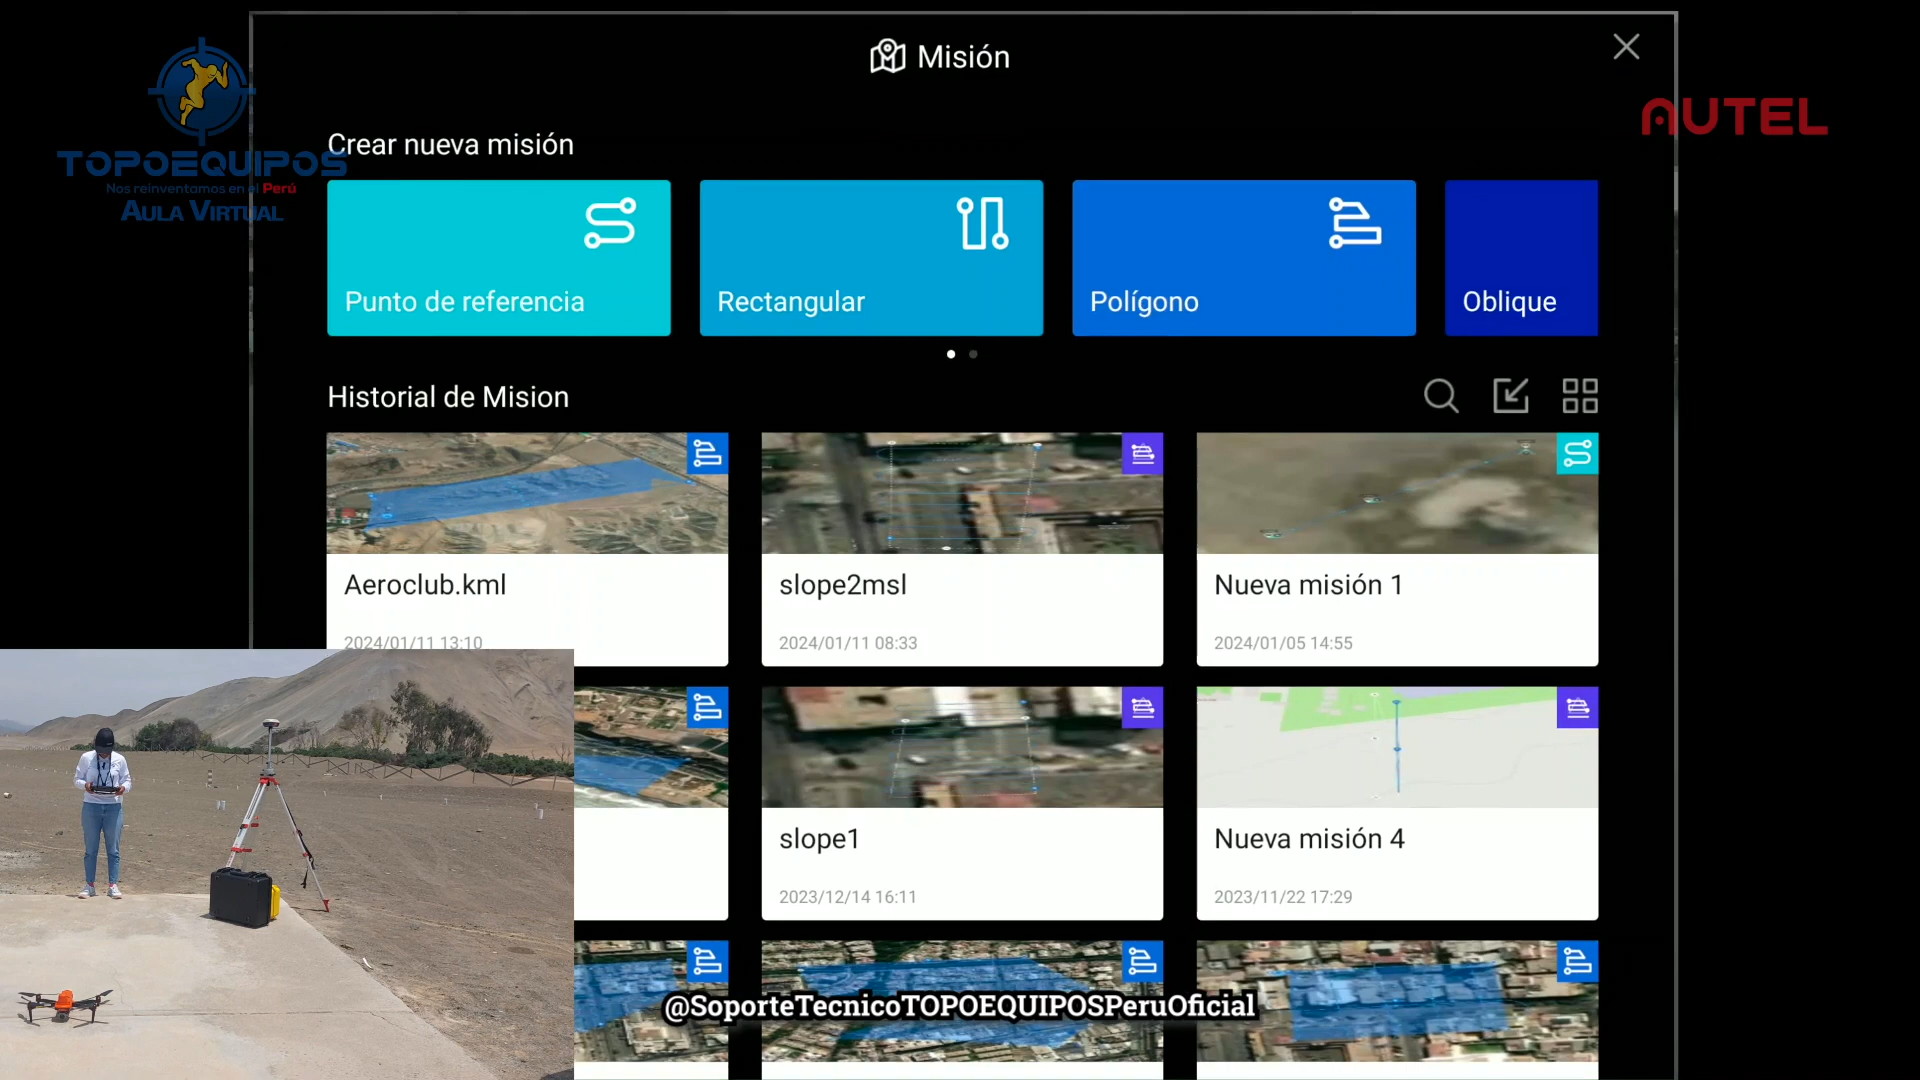 Misión
AUTEL
Crear nueva misión
TOPOEQUIPOS
Nos reinventamos en el Perú
AULA VIRTUAL
Punto de referencia
Rectangular
Polígono
Oblique
Historial de Mision
Aeroclub.kml
slope2msl
Nueva misión 1
2024/01/11 13:10
2024/01/11 08:33
2024/01/05 14:55
slope1
Nueva misión 4
2023/12/14 16:11
2023/11/22 17:29
@SoporteTecnicoTOPOEQUIPOSPeruOficial